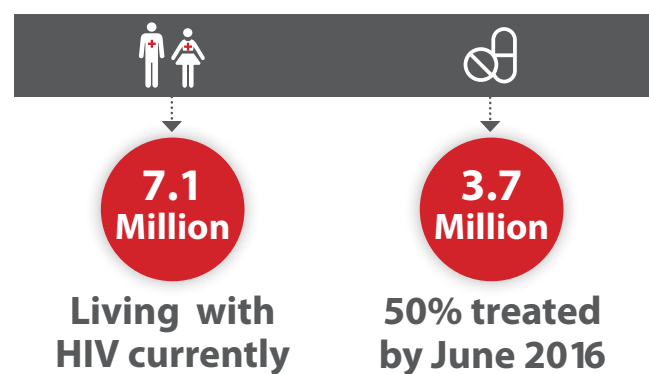 7.1
Million
Living with
HIV currently
3.7
Million
50% treated
by June 2016